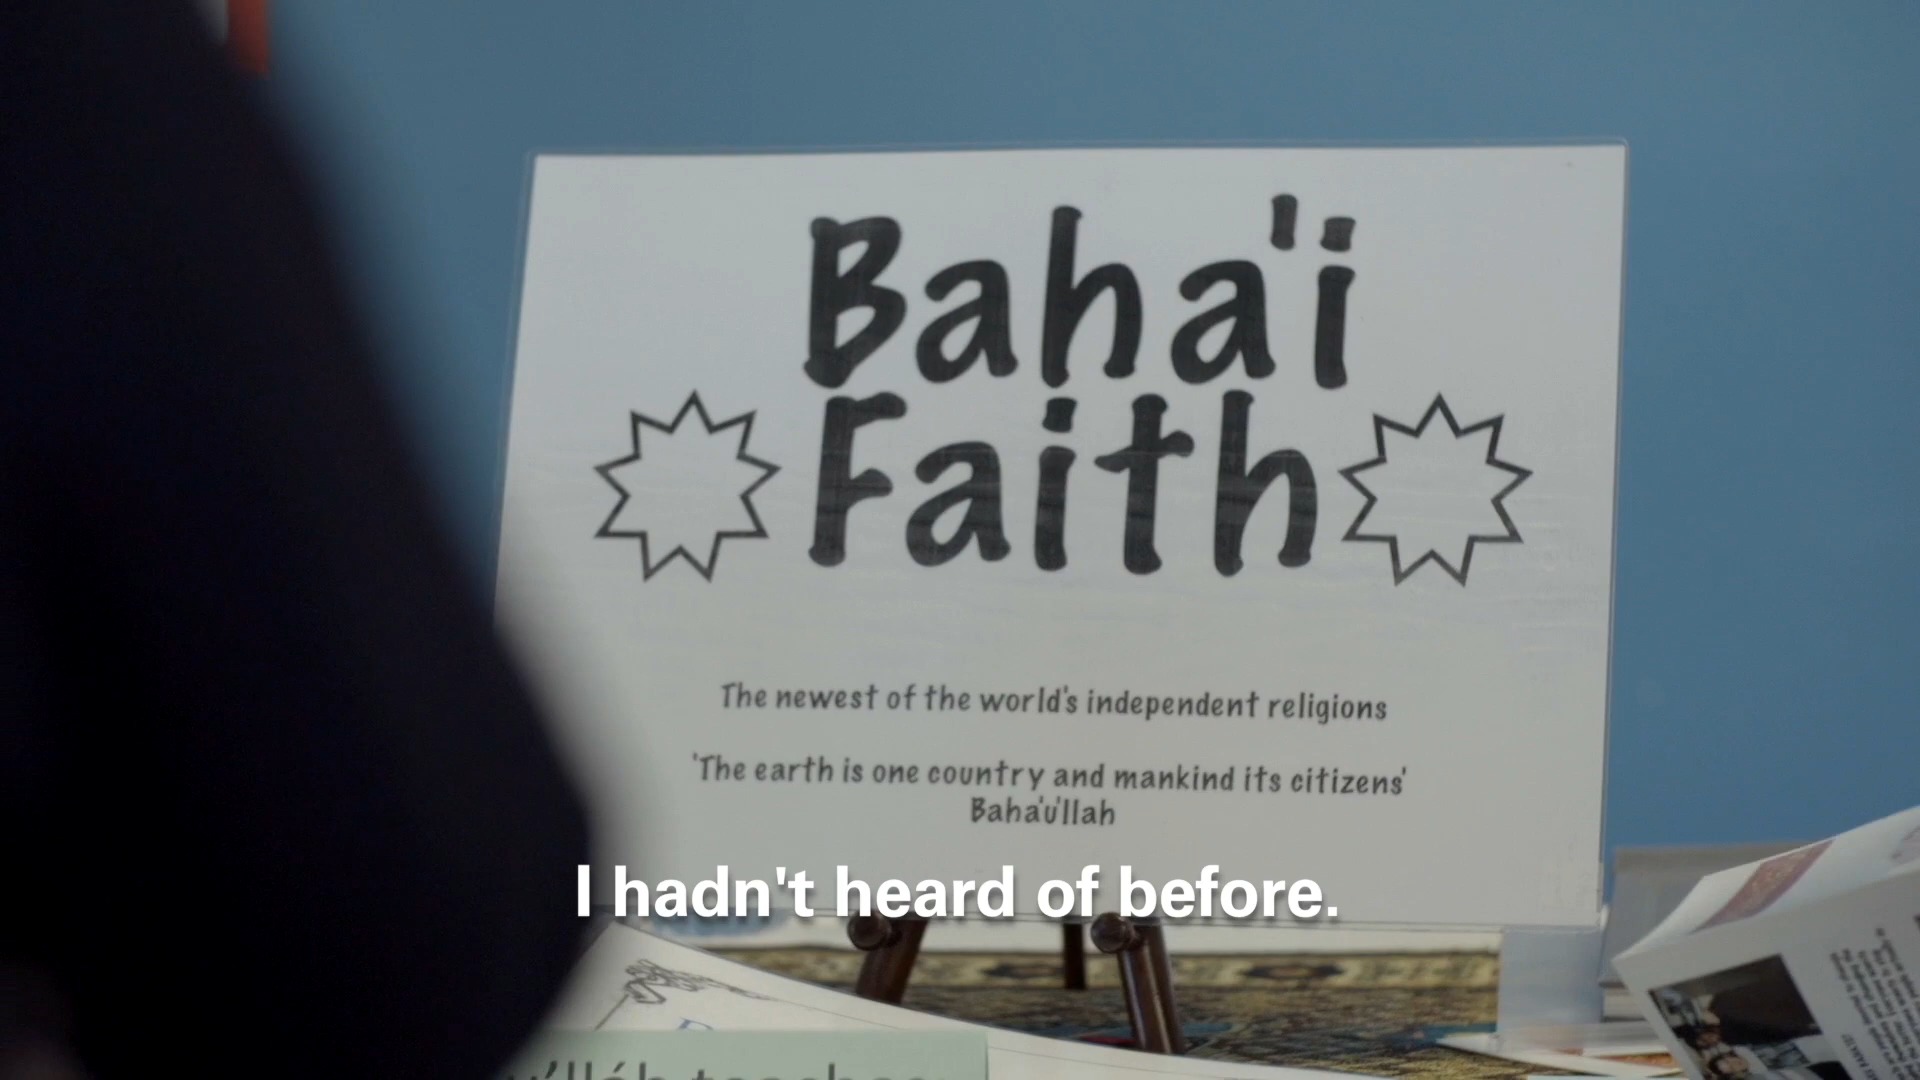 Baha'i
Faith
The newest of the world's independent religions
'The earth is one country and mankind its citizens'
Baha'u'llah
I hadn't heard of before.